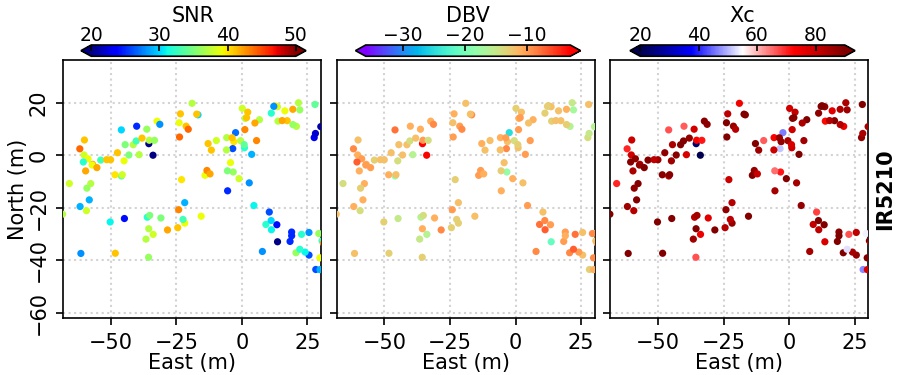 SNR DBV Xc
20 30 40 50 −30 −20 −10 20 40 60 80
20
0
−20
−40
−60
North (m)
−50 −25 0 25 −50 −25 0 25 −50 −25 0 25
East (m) East (m) East (m)
IR5210